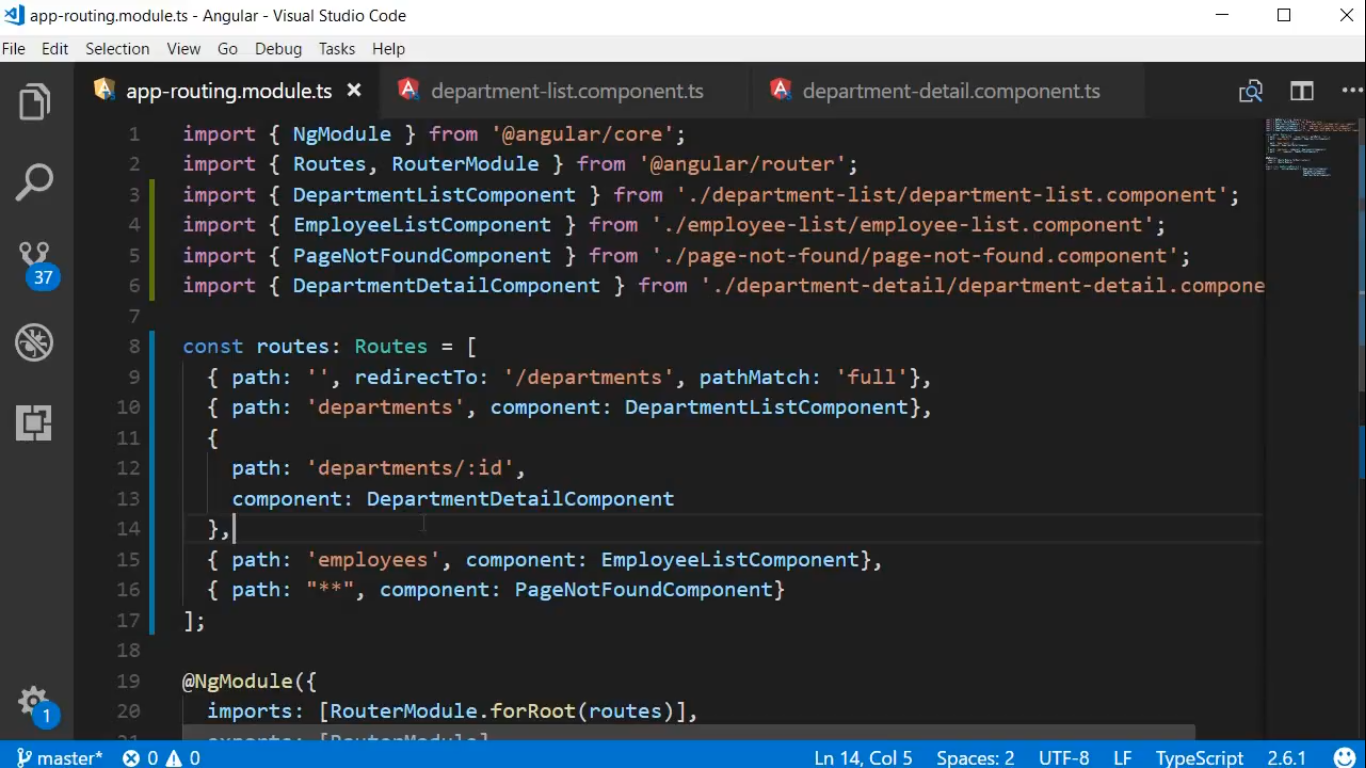 app-routing.module.ts - Angular - Visual Studio Code
File Edit Selection View Go Debug Tasks Help
app-routing.module.ts department-list.component.ts department-detail.component.ts
1 import { NgModule } from '@angular/core';
2 import { Routes, RouterModule } from '@angular/router';
3 import { DepartmentListComponent } from './department-list/department-list.component';
4 import { EmployeeListComponent } from './employee-list/employee-list.component';
5 import { PageNotFoundComponent } from './page-not-found/page-not-found.component';
6 import { DepartmentDetailComponent } from './department-detail/department-detail.compone
7
8 const routes: Routes = [
9 { path: '', redirectTo: '/departments', pathMatch: 'full'},
10 { path: 'departments', component: DepartmentListComponent},
11 {
12 path: 'departments/:id',
13 component: DepartmentDetailComponent
14 },
15 { path: 'employees', component: EmployeeListComponent},
16 { path: "**", component: PageNotFoundComponent}
17 ];
18
19 @NgModule({
20 imports: [RouterModule.forRoot(routes)],
21 exports: [RouterModule]
37
1
master* 0 0 Ln 14, Col 5 Spaces: 2 UTF-8 LF TypeScript 2.6.1